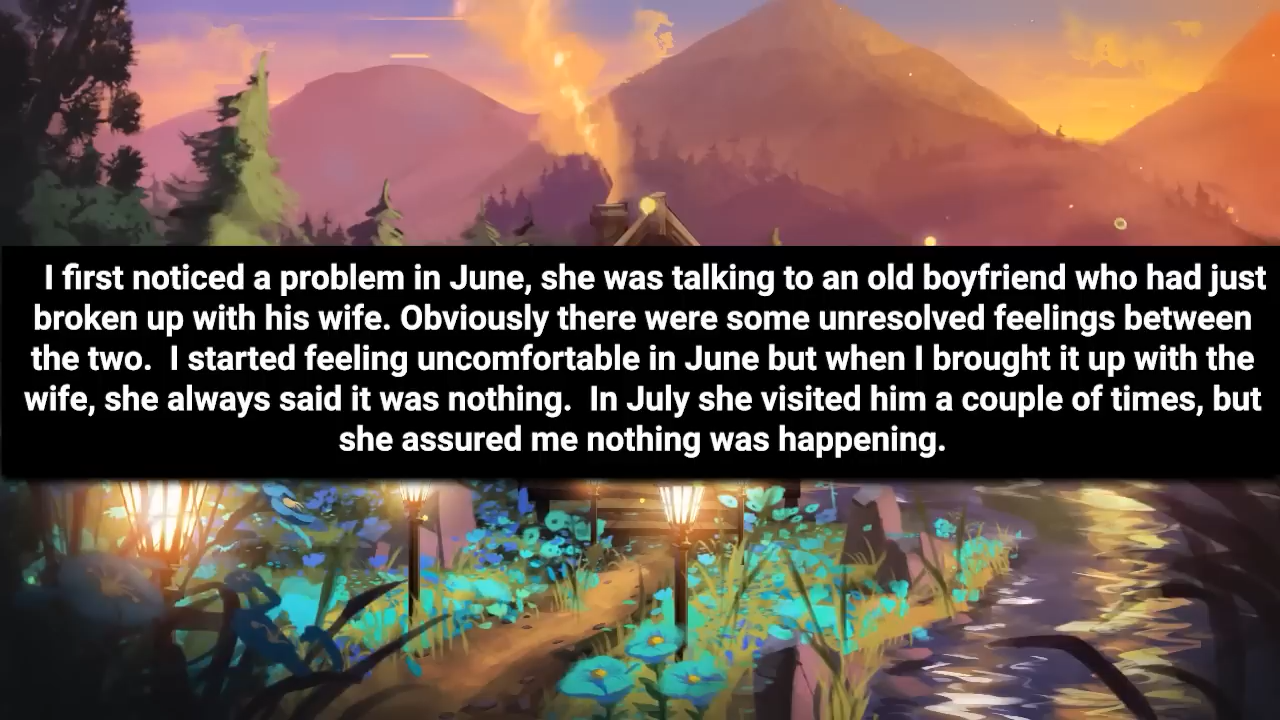 I first noticed a problem in June, she was talking to an old boyfriend who had just
broken up with his wife. Obviously there were some unresolved feelings between
the two.  I started feeling uncomfortable in June but when I brought it up with the
wife, she always said it was nothing.  In July she visited him a couple of times, but
she assured me nothing was happening.